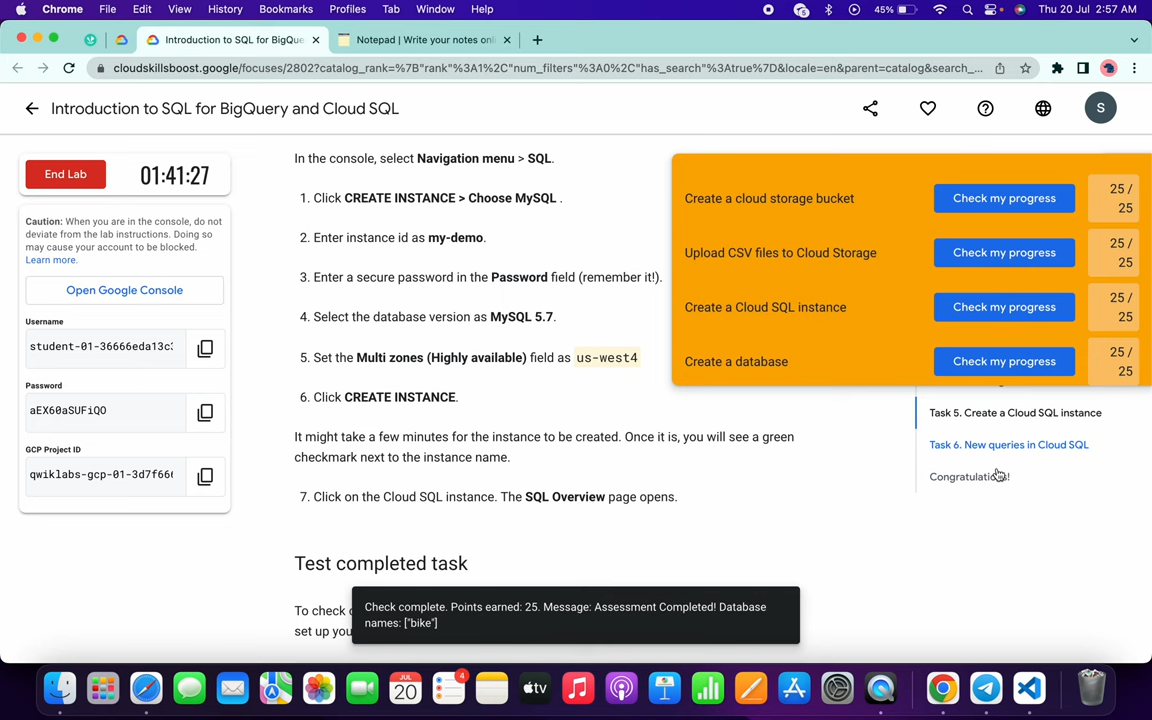 Chrome File Edit View History Bookmarks Profiles Tab Window Help 45% Thu 20 Jul 2:57 AM
Introduction to SQL for BigQue Notepad | Write your notes onli
cloudskillsboost.google/focuses/2802?catalog_rank=%7B"rank"%3A1%2C"num_filters"%3A0%2C"has_search"%3Atrue%7D&locale=en&parent=catalog&search_...
Introduction to SQL for BigQuery and Cloud SQL S
End Lab 01:41:27
Caution: When you are in the console, do not
deviate from the lab instructions. Doing so
may cause your account to be blocked.
Learn more.
Open Google Console
Username
student-01-36666eda13c
Password
aEX60aSUFiQO
GCP Project ID
qwiklabs-gcp-01-3d7f66
In the console, select Navigation menu > SQL.
1. Click CREATE INSTANCE > Choose MySQL .
2. Enter instance id as my-demo.
3. Enter a secure password in the Password field (remember it!).
4. Select the database version as MySQL 5.7.
5. Set the Multi zones (Highly available) field as us-west4
6. Click CREATE INSTANCE.
It might take a few minutes for the instance to be created. Once it is, you will see a green
checkmark next to the instance name.
7. Click on the Cloud SQL instance. The SQL Overview page opens.
Test completed task
To check
set up you
Create a cloud storage bucket Check my progress 25 /
25
Upload CSV files to Cloud Storage Check my progress 25 /
25
Create a Cloud SQL instance Check my progress 25 /
25
Create a database Check my progress 25 /
25
Task 5. Create a Cloud SQL instance
Task 6. New queries in Cloud SQL
Congratulations!
Check complete. Points earned: 25. Message: Assessment Completed! Database
names: ["bike"]
JUL
20
4
tv